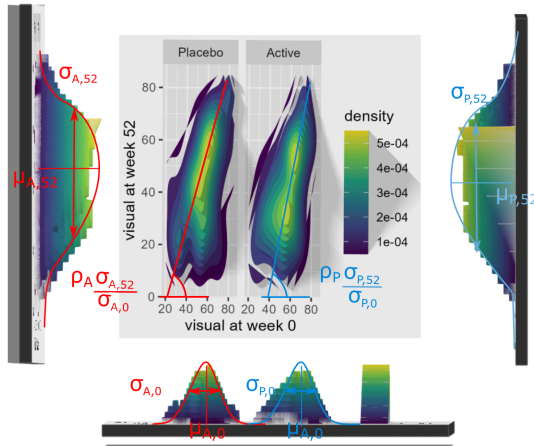 σA,52
μA,52
ρA σA,52
σA,0
Placebo
Active
visual at week 52
80
60
40
20
0
20 40 60 80
20 40 60 80
visual at week 0
density
5e-04
4e-04
3e-04
2e-04
1e-04
ρP σP,52
σP,0
σP,52
μP,52
σA,0
μA,0
σP,0
μA,0